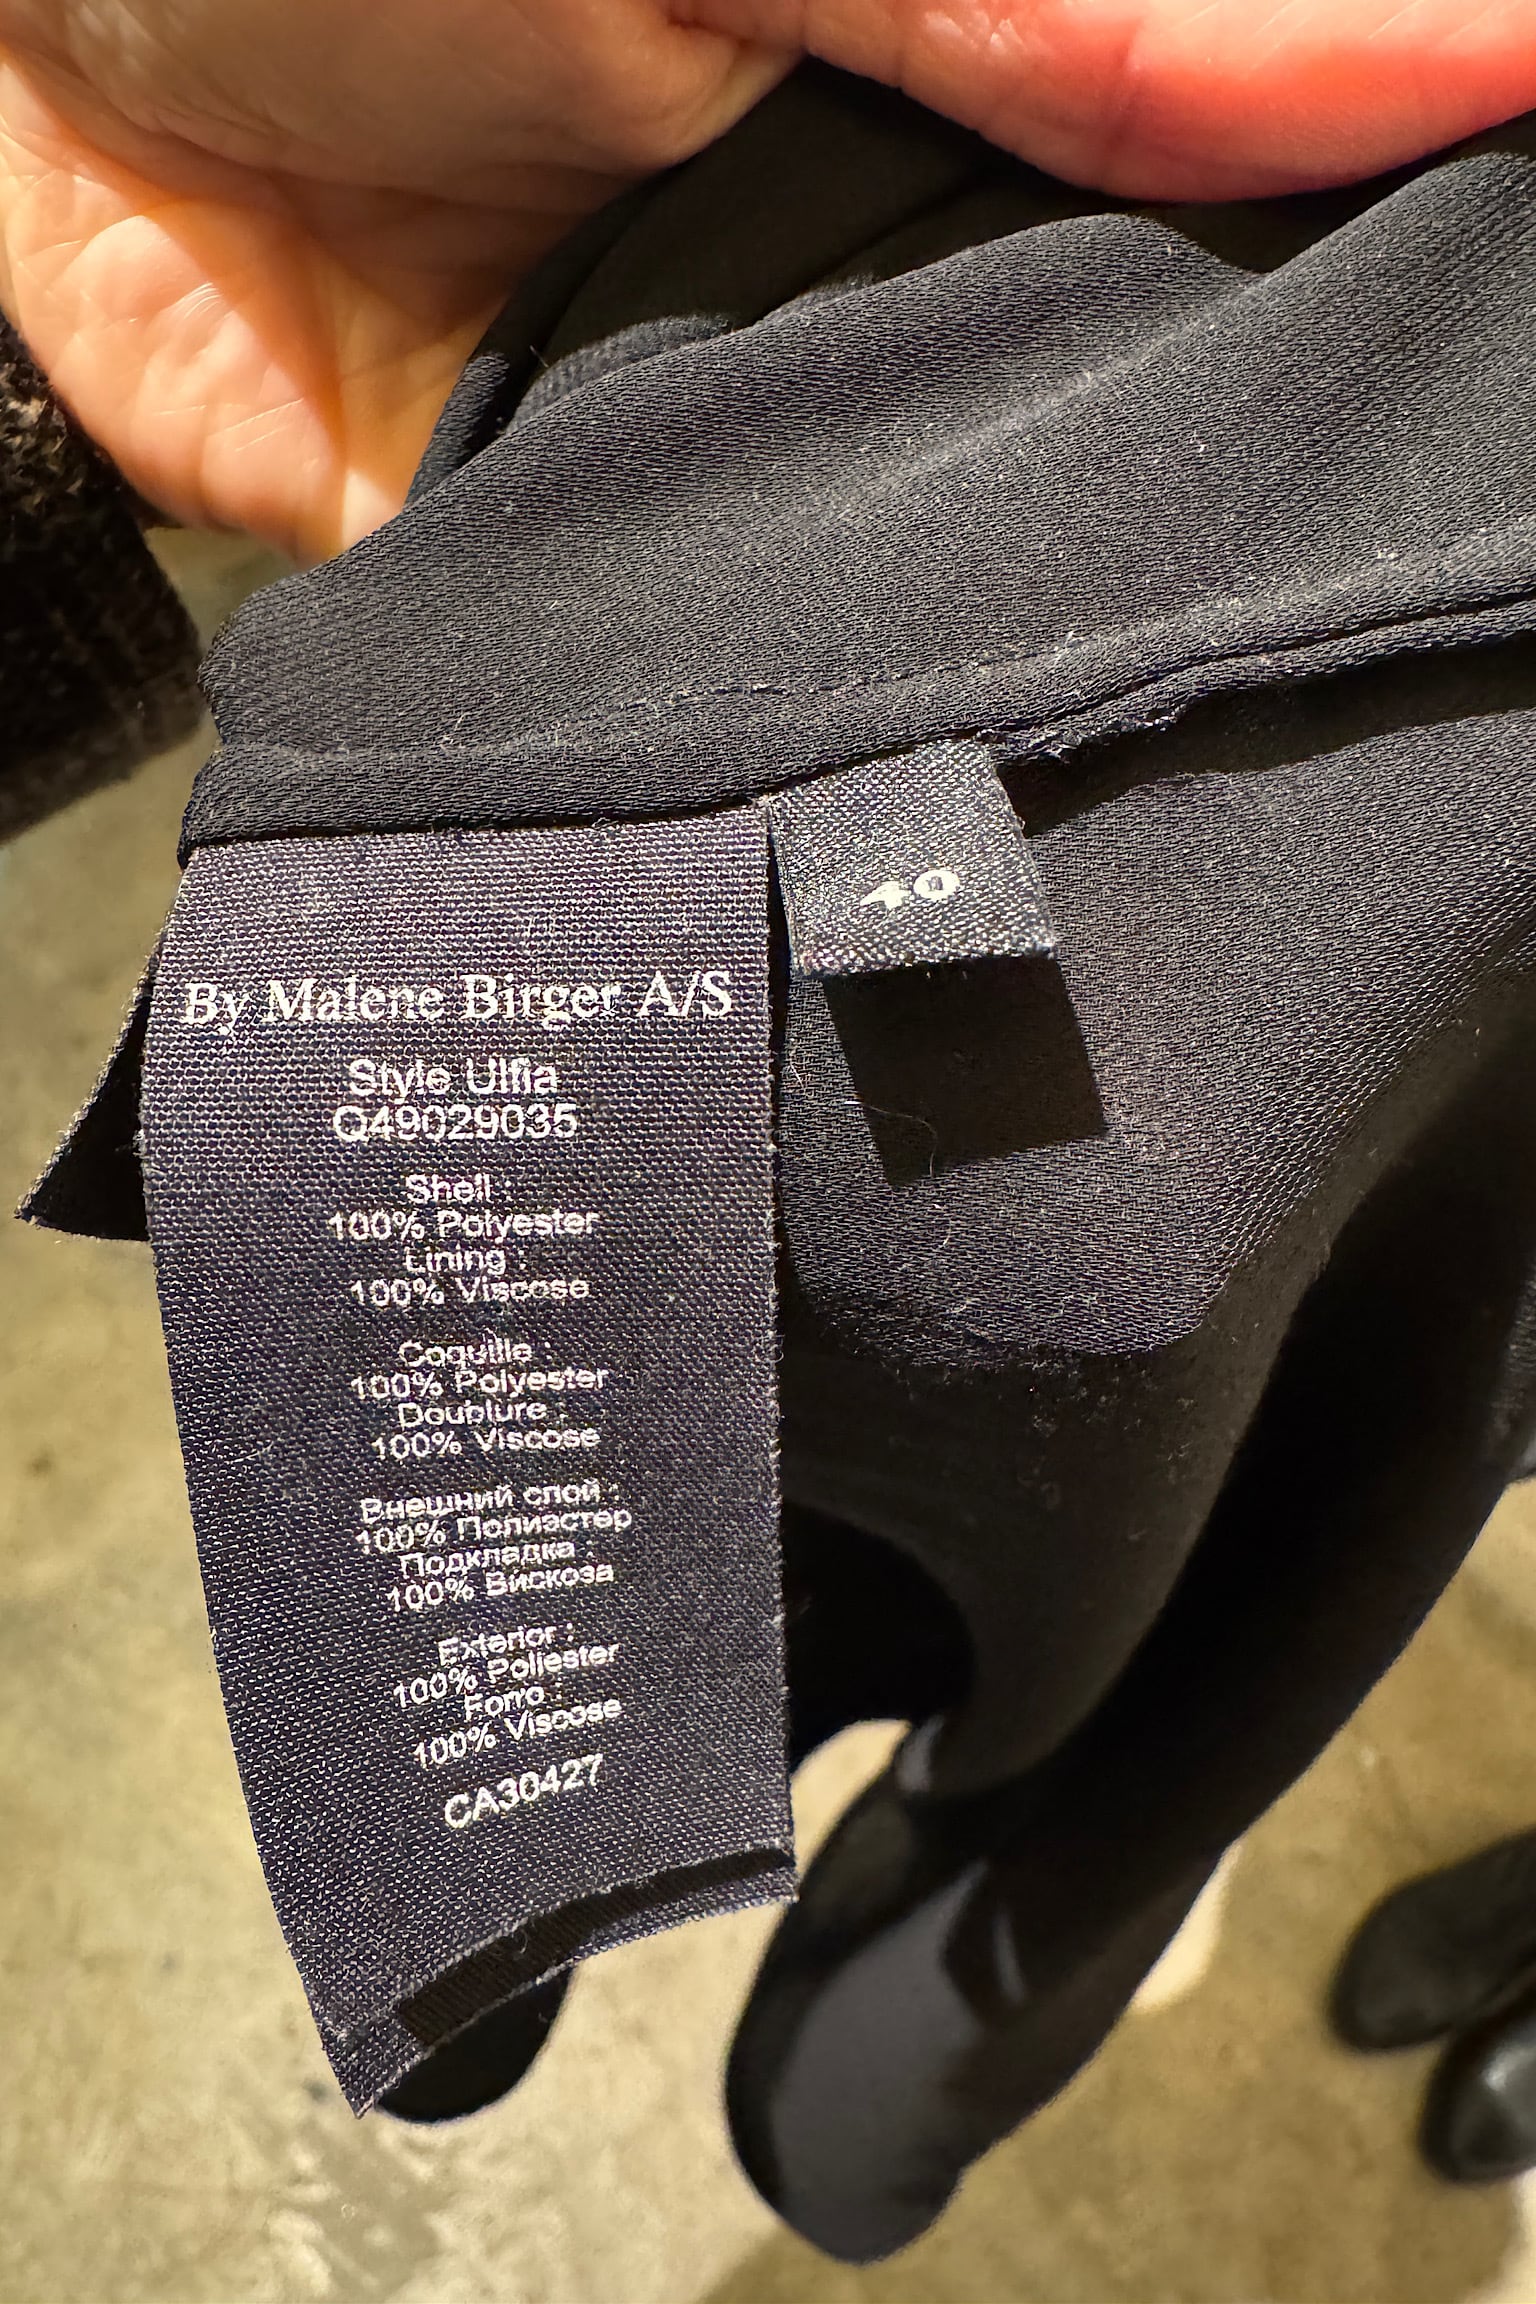 40
By Malene Birger A/S
Style Ulfia
Q49029035
Shell :
100% Polyester
Lining :
100% Viscose
Coquille :
100% Polyester
Doublure :
100% Viscose
Внешний слой :
100% Полиэстер
Подкладка :
100% Вискоза
Exterior :
100% Poliester
Forro :
100% Viscose
CA30427